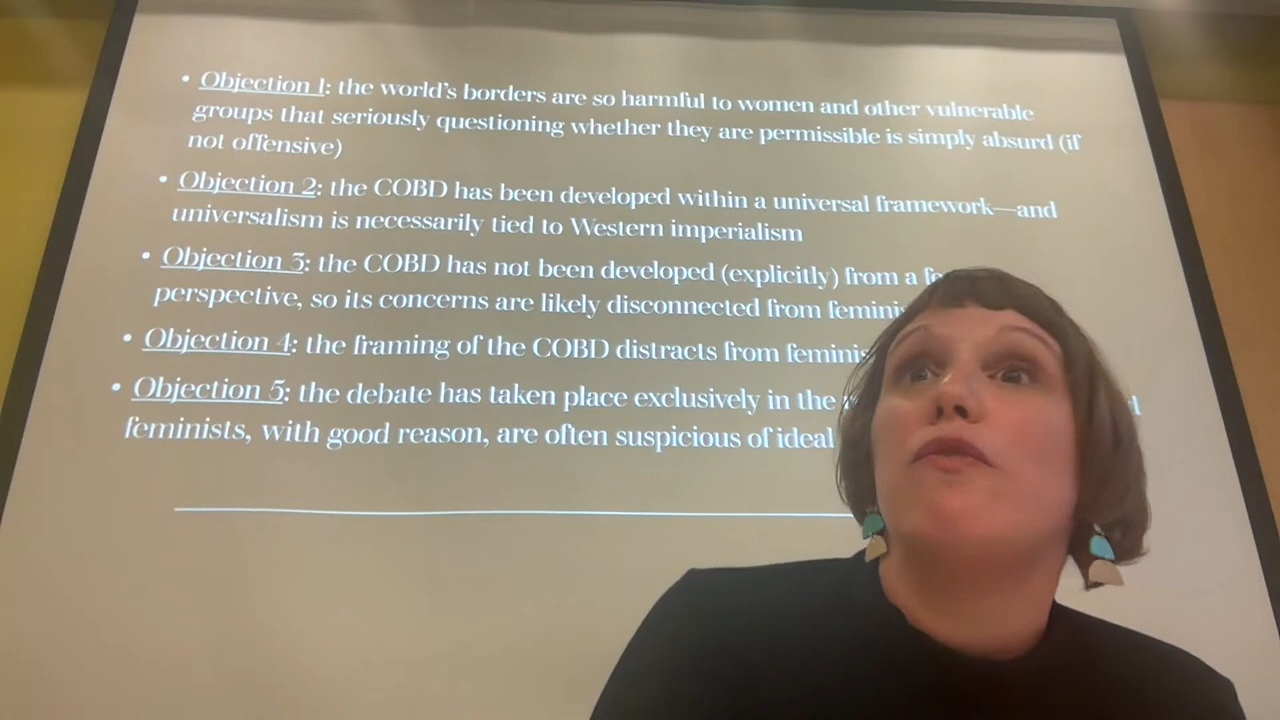 • Objection 1: the world's borders are so harmful to women and other vulnerable
groups that seriously questioning whether they are permissible is simply absurd (if
not offensive)
• Objection 2: the COBD has been developed within a universal framework—and
universalism is necessarily tied to Western imperialism
• Objection 3: the COBD has not been developed (explicitly) from a
perspective, so its concerns are likely disconnected from
• Objection 4: the framing of the COBD distracts from
• Objection 5: the debate has taken place exclusively in the
feminists, with good reason, are often suspicious of ideal